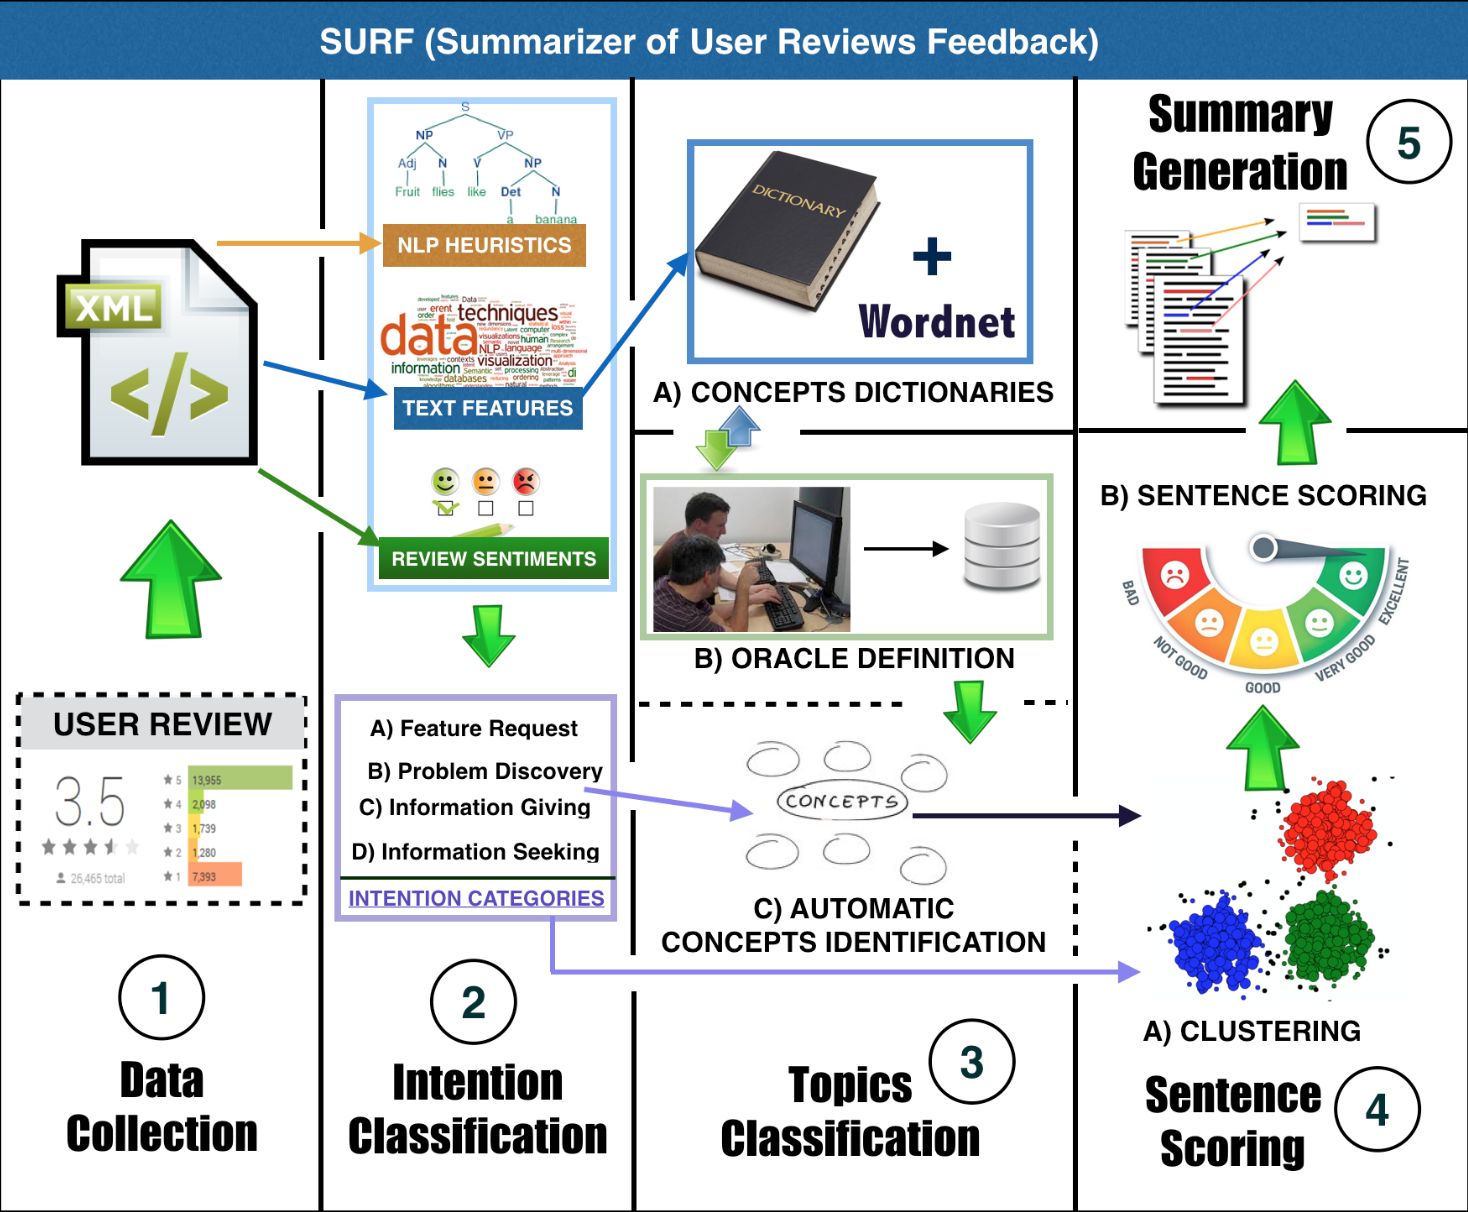 SURF (Summarizer of User Reviews Feedback)
XML
</>
USER REVIEW
3.5
26,465 total
5 13,955
4 2,098
3 1,739
2 1,280
1 7,393
1
Data
Collection
S
NP VP
Adj N V NP
Fruit flies like Det N
a banana
NLP HEURISTICS
data techniques
visualizations human
NLP language
information visualization
databases
TEXT FEATURES
REVIEW SENTIMENTS
A) Feature Request
B) Problem Discovery
C) Information Giving
D) Information Seeking
INTENTION CATEGORIES
2
Intention
Classification
DICTIONARY
+
Wordnet
A) CONCEPTS DICTIONARIES
B) ORACLE DEFINITION
CONCEPTS
C) AUTOMATIC
CONCEPTS IDENTIFICATION
3
Topics
Classification
Summary
Generation
5
B) SENTENCE SCORING
BAD
NOT GOOD
GOOD
VERY GOOD
EXCELLENT
A) CLUSTERING
Sentence
Scoring
4